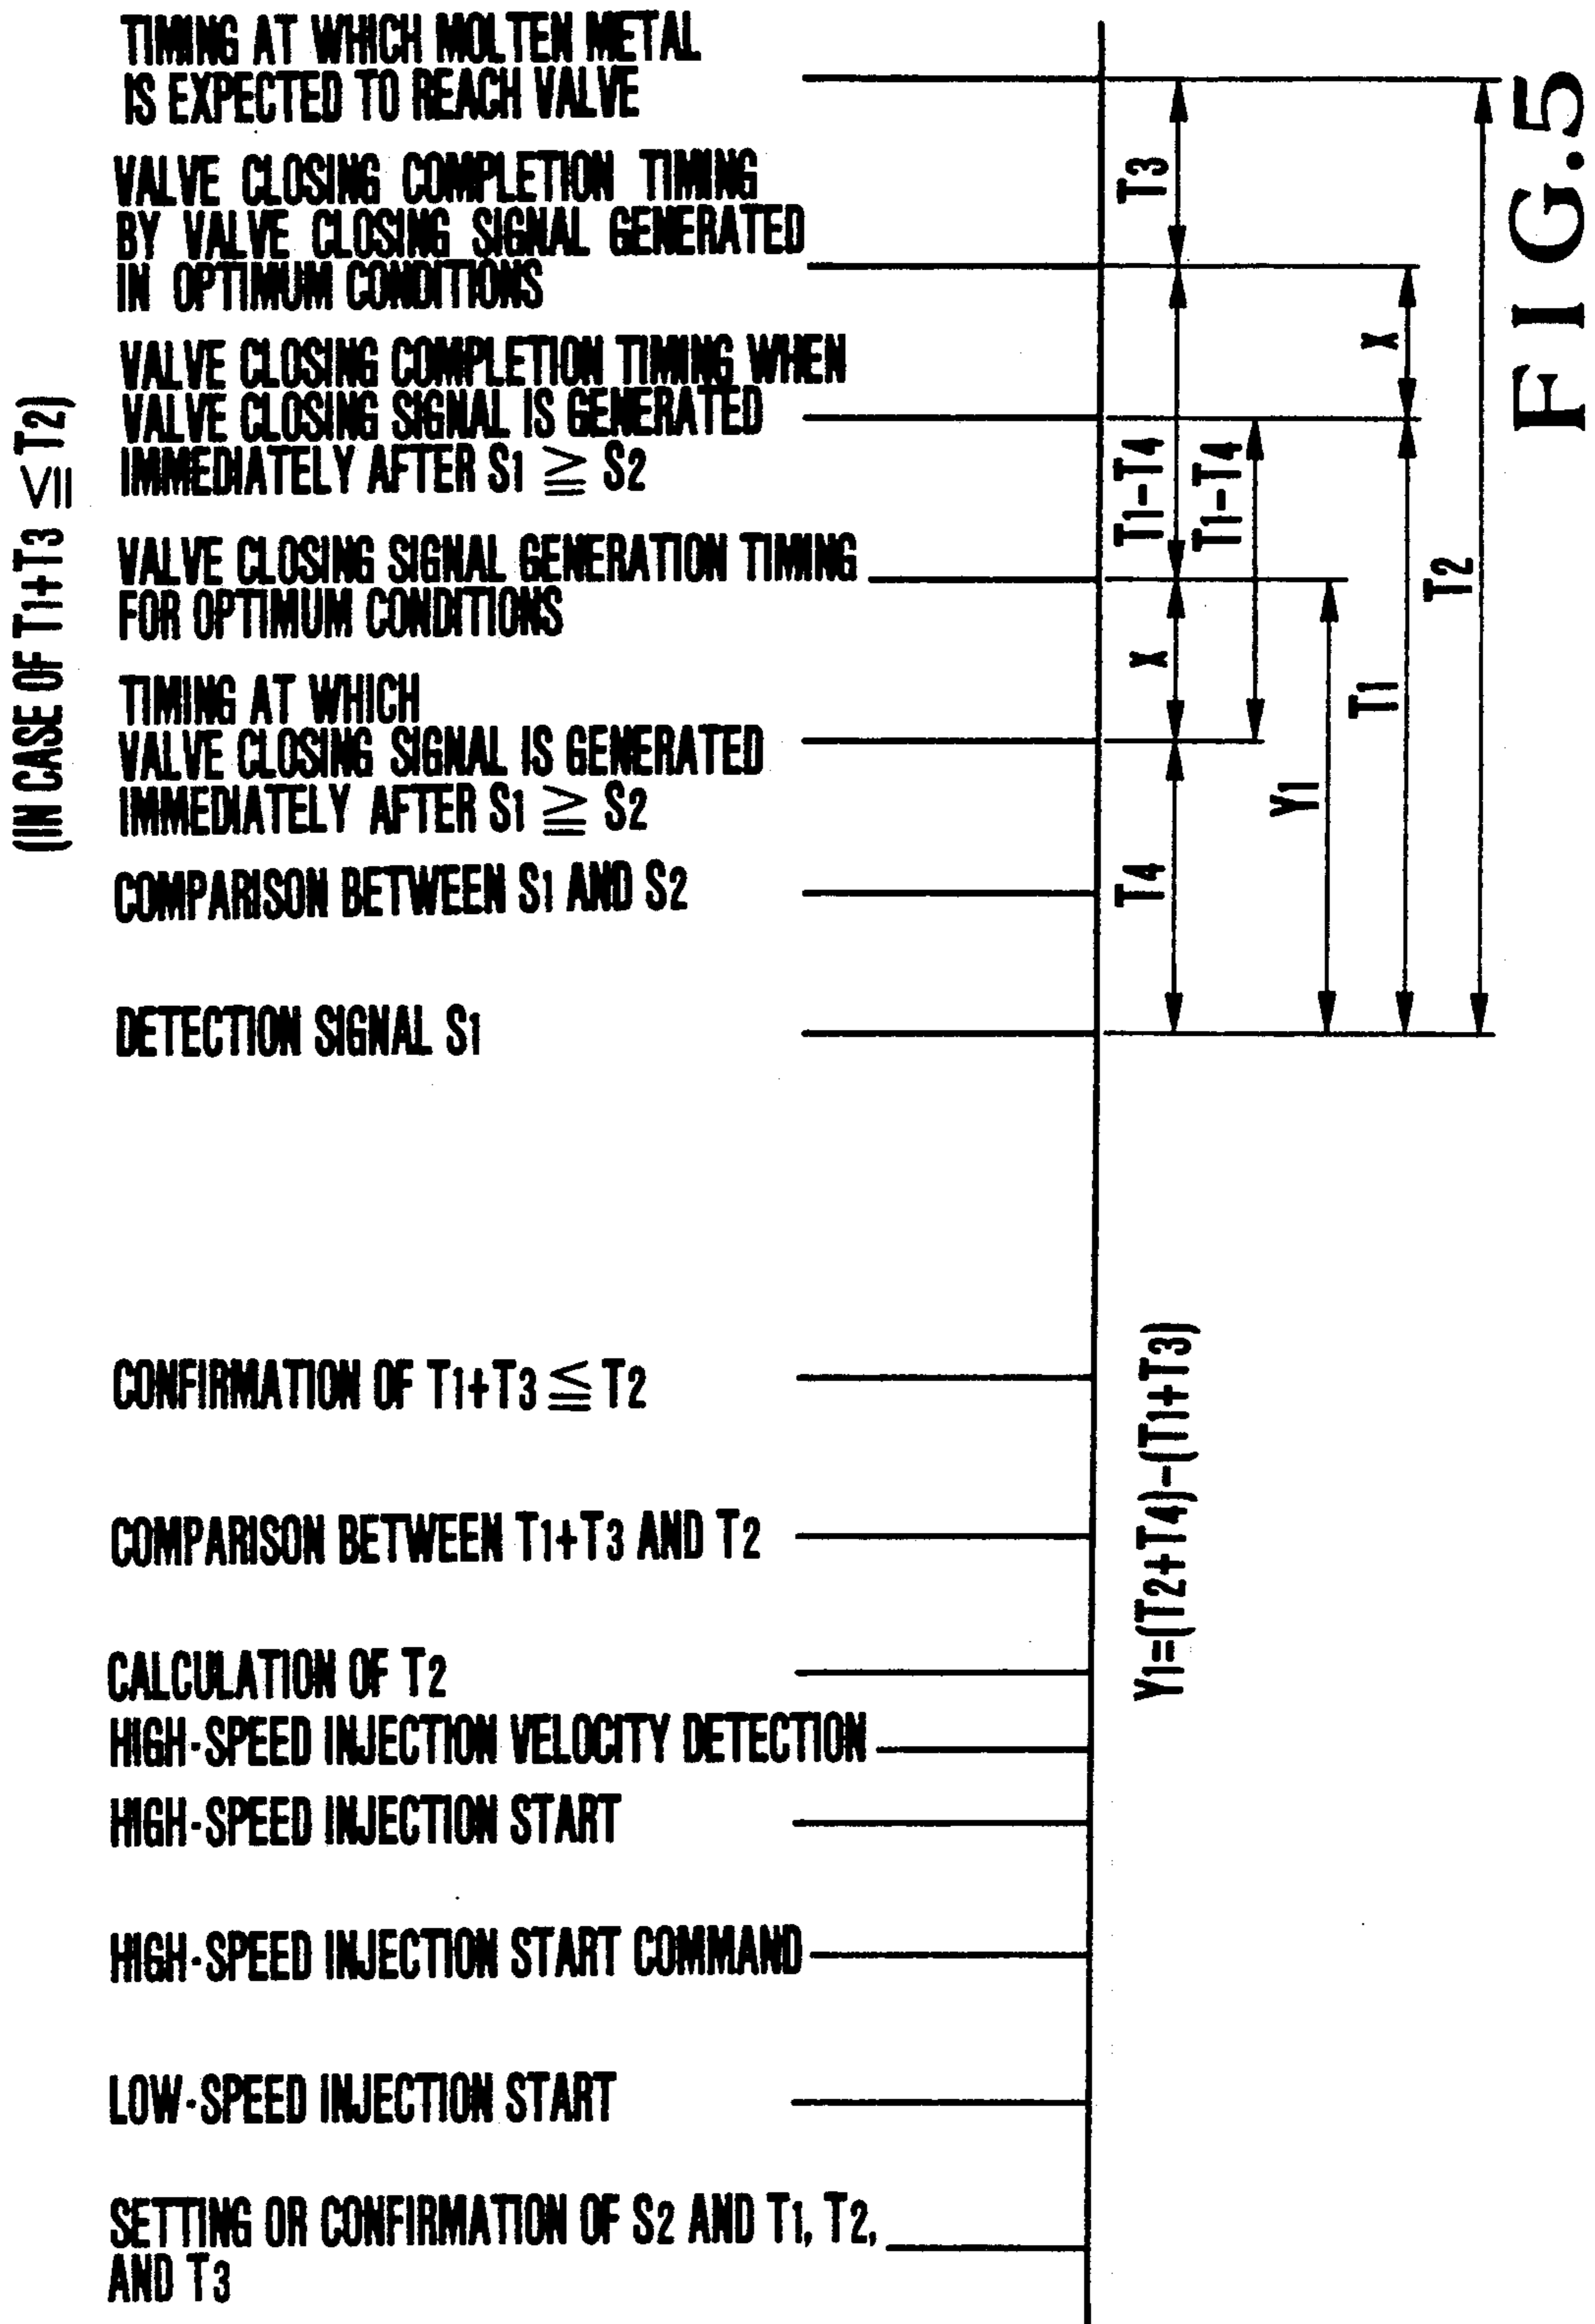 (IN CASE OF T1+T3 ≦ T2)
TIMING AT WHICH MOLTEN METAL
IS EXPECTED TO REACH VALVE
VALVE CLOSING COMPLETION TIMING
BY VALVE CLOSING SIGNAL GENERATED
IN OPTIMUM CONDITIONS
VALVE CLOSING COMPLETION TIMING WHEN
VALVE CLOSING SIGNAL IS GENERATED
IMMEDIATELY AFTER S1 ≧ S2
VALVE CLOSING SIGNAL GENERATION TIMING
FOR OPTIMUM CONDITIONS
TIMING AT WHICH
VALVE CLOSING SIGNAL IS GENERATED
IMMEDIATELY AFTER S1 ≧ S2
COMPARISON BETWEEN S1 AND S2
DETECTION SIGNAL S1
CONFIRMATION OF T1+T3 ≦ T2
COMPARISON BETWEEN T1+T3 AND T2
CALCULATION OF T2
HIGH-SPEED INJECTION VELOCITY DETECTION
HIGH-SPEED INJECTION START
HIGH-SPEED INJECTION START COMMAND
LOW-SPEED INJECTION START
SETTING OR CONFIRMATION OF S2 AND T1, T2,
AND T3
T3
T1-T4
X
T4
T1-T4
Y1
X
T1
T2
Y1=(T2+T4)-(T1+T3)
FIG.5